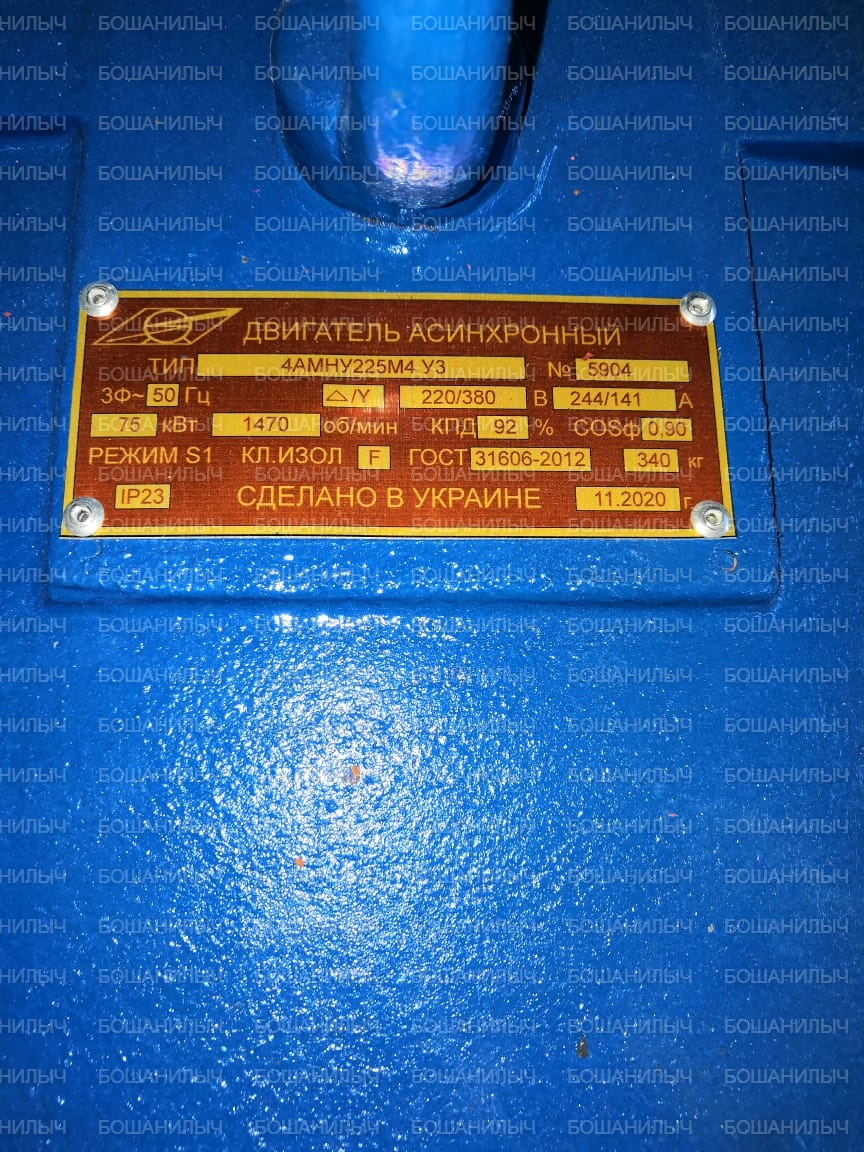 ДВИГАТЕЛЬ АСИНХРОННЫЙ
ТИП 4АМНУ225М4 У3 № 5904
3Ф~ 50 Гц △/Y 220/380 В 244/141 А
75 кВт 1470 об/мин КПД 92 % COSф 0,90
РЕЖИМ S1 КЛ.ИЗОЛ F ГОСТ 31606-2012 340 кг
IP23 СДЕЛАНО В УКРАИНЕ 11.2020 г.
БОШАНИЛЫЧ